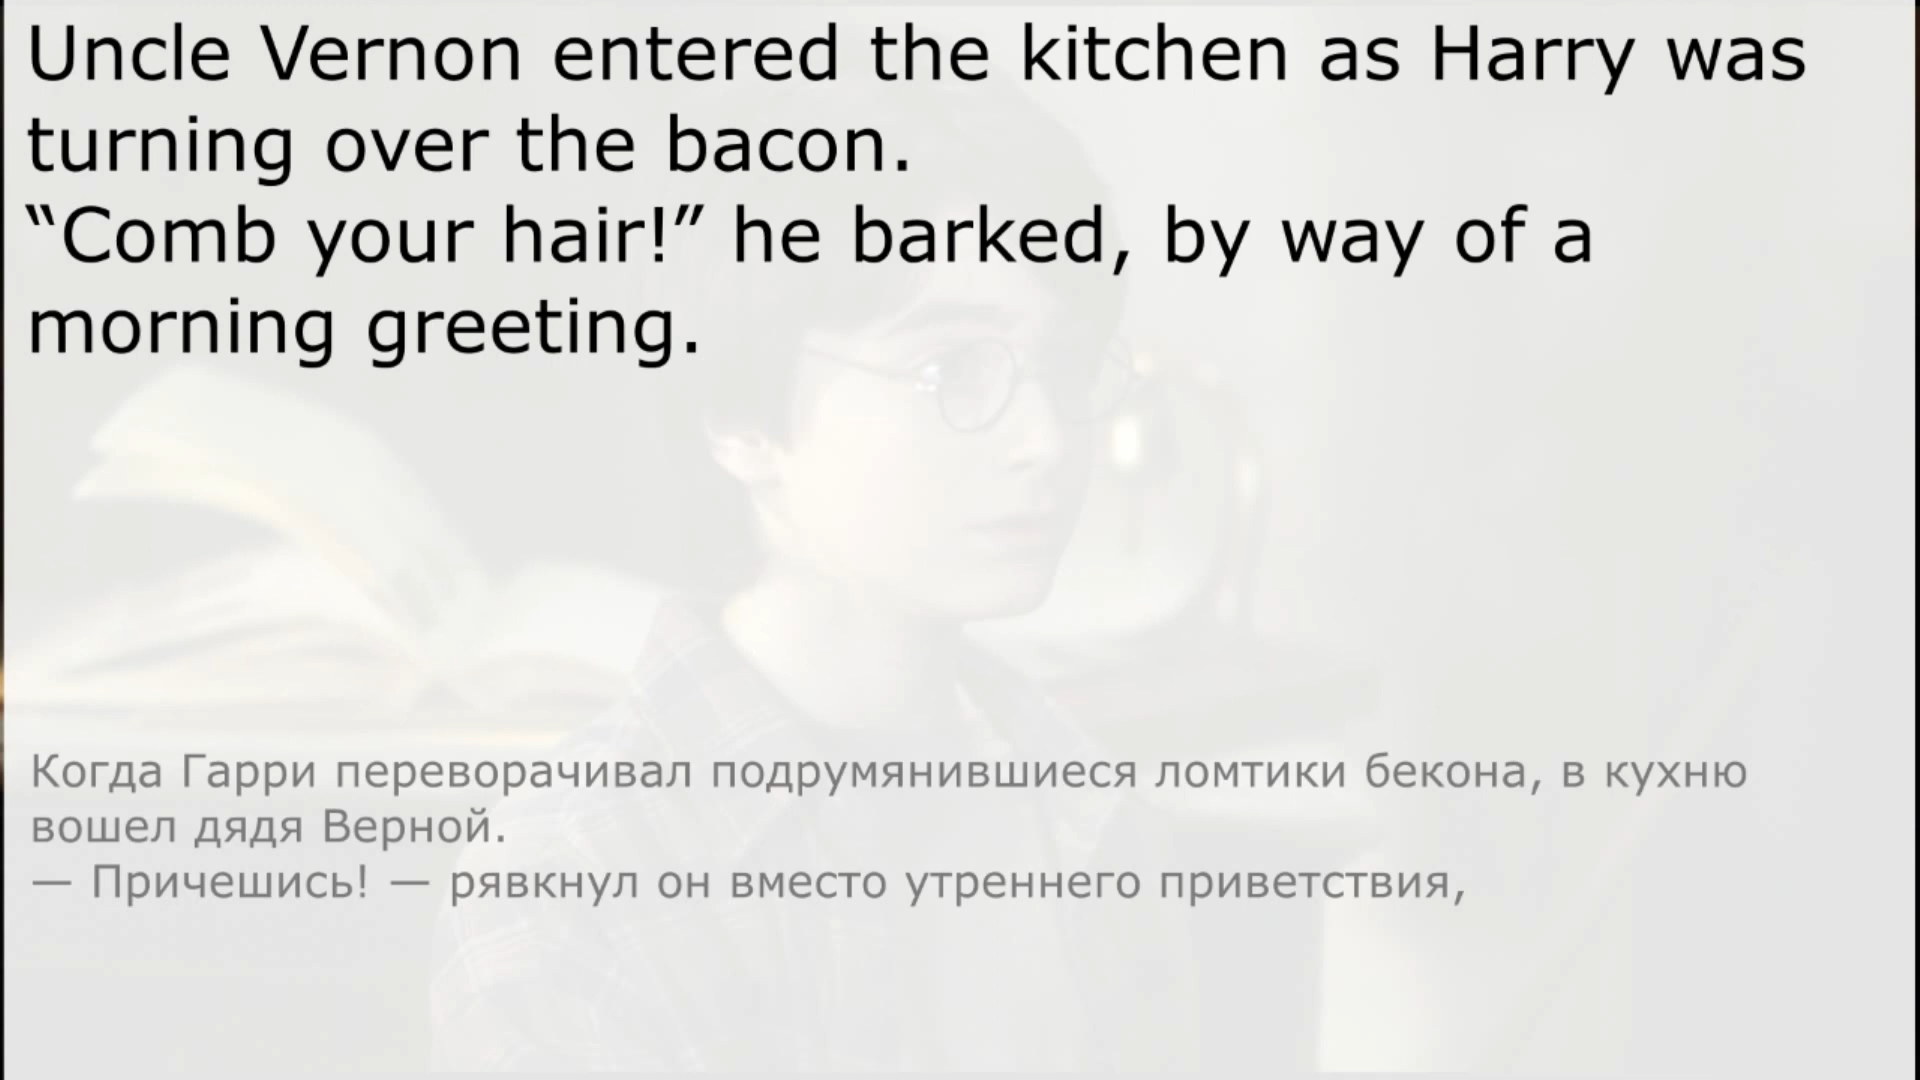 Uncle Vernon entered the kitchen as Harry was
turning over the bacon.
“Comb your hair!” he barked, by way of a
morning greeting.
Когда Гарри переворачивал подрумянившиеся ломтики бекона, в кухню
вошел дядя Верной.
— Причешись! — рявкнул он вместо утреннего приветствия,